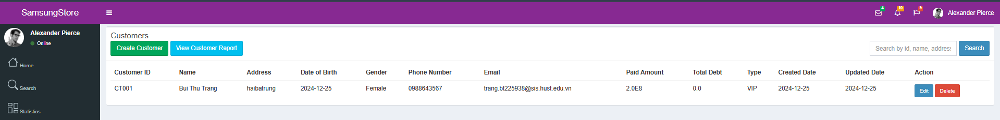 SamsungStore
4
10
9
Alexander Pierce
Alexander Pierce
Online
Home
Search
Statistics
Customers
Create Customer View Customer Report
Search by id, name, address Search
Customer ID Name Address Date of Birth Gender Phone Number Email Paid Amount Total Debt Type Created Date Updated Date Action
CT001 Bui Thu Trang haibatrung 2024-12-25 Female 0988643567 trang.bt225938@sis.hust.edu.vn 2.0E8 0.0 VIP 2024-12-25 2024-12-25 Edit Delete